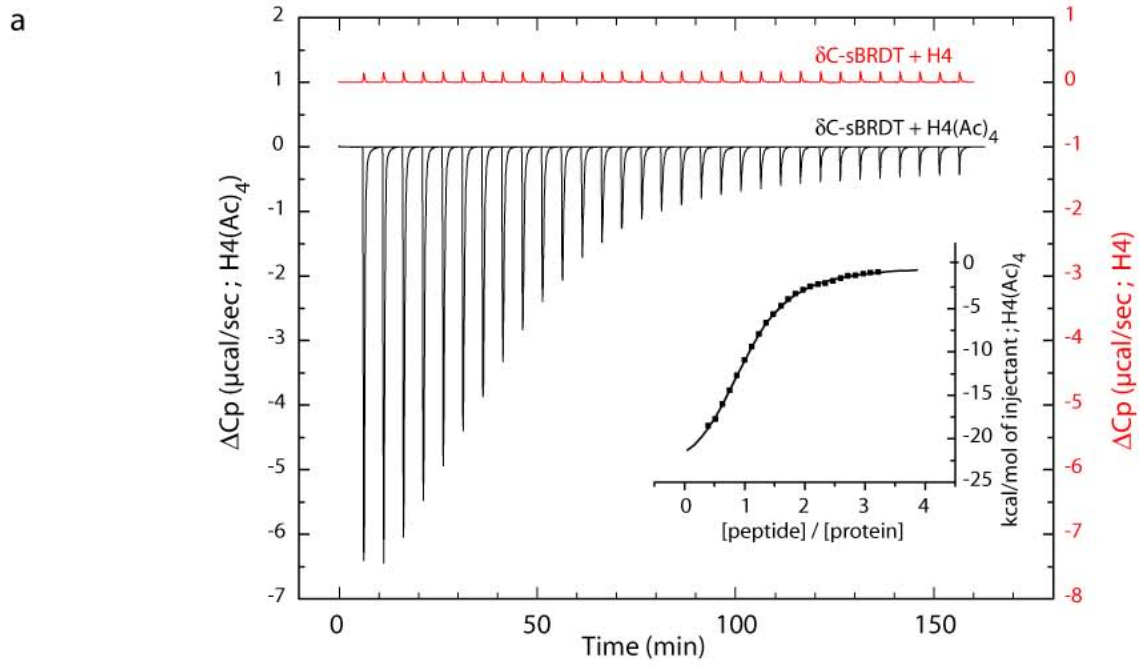 a
2
1
0
-1
-2
-3
-4
-5
-6
-7
ΔCp (µcal/sec ; H4(Ac)₄)
δC-sBRDT + H4
δC-sBRDT + H4(Ac)₄
1
0
-1
-2
-3
-4
-5
-6
-7
-8
ΔCp (µcal/sec ; H4)
0
-5
-10
-15
-20
-25
kcal/mol of injectant ; H4(Ac)₄
0 1 2 3 4
[peptide] / [protein]
0 50 100 150
Time (min)